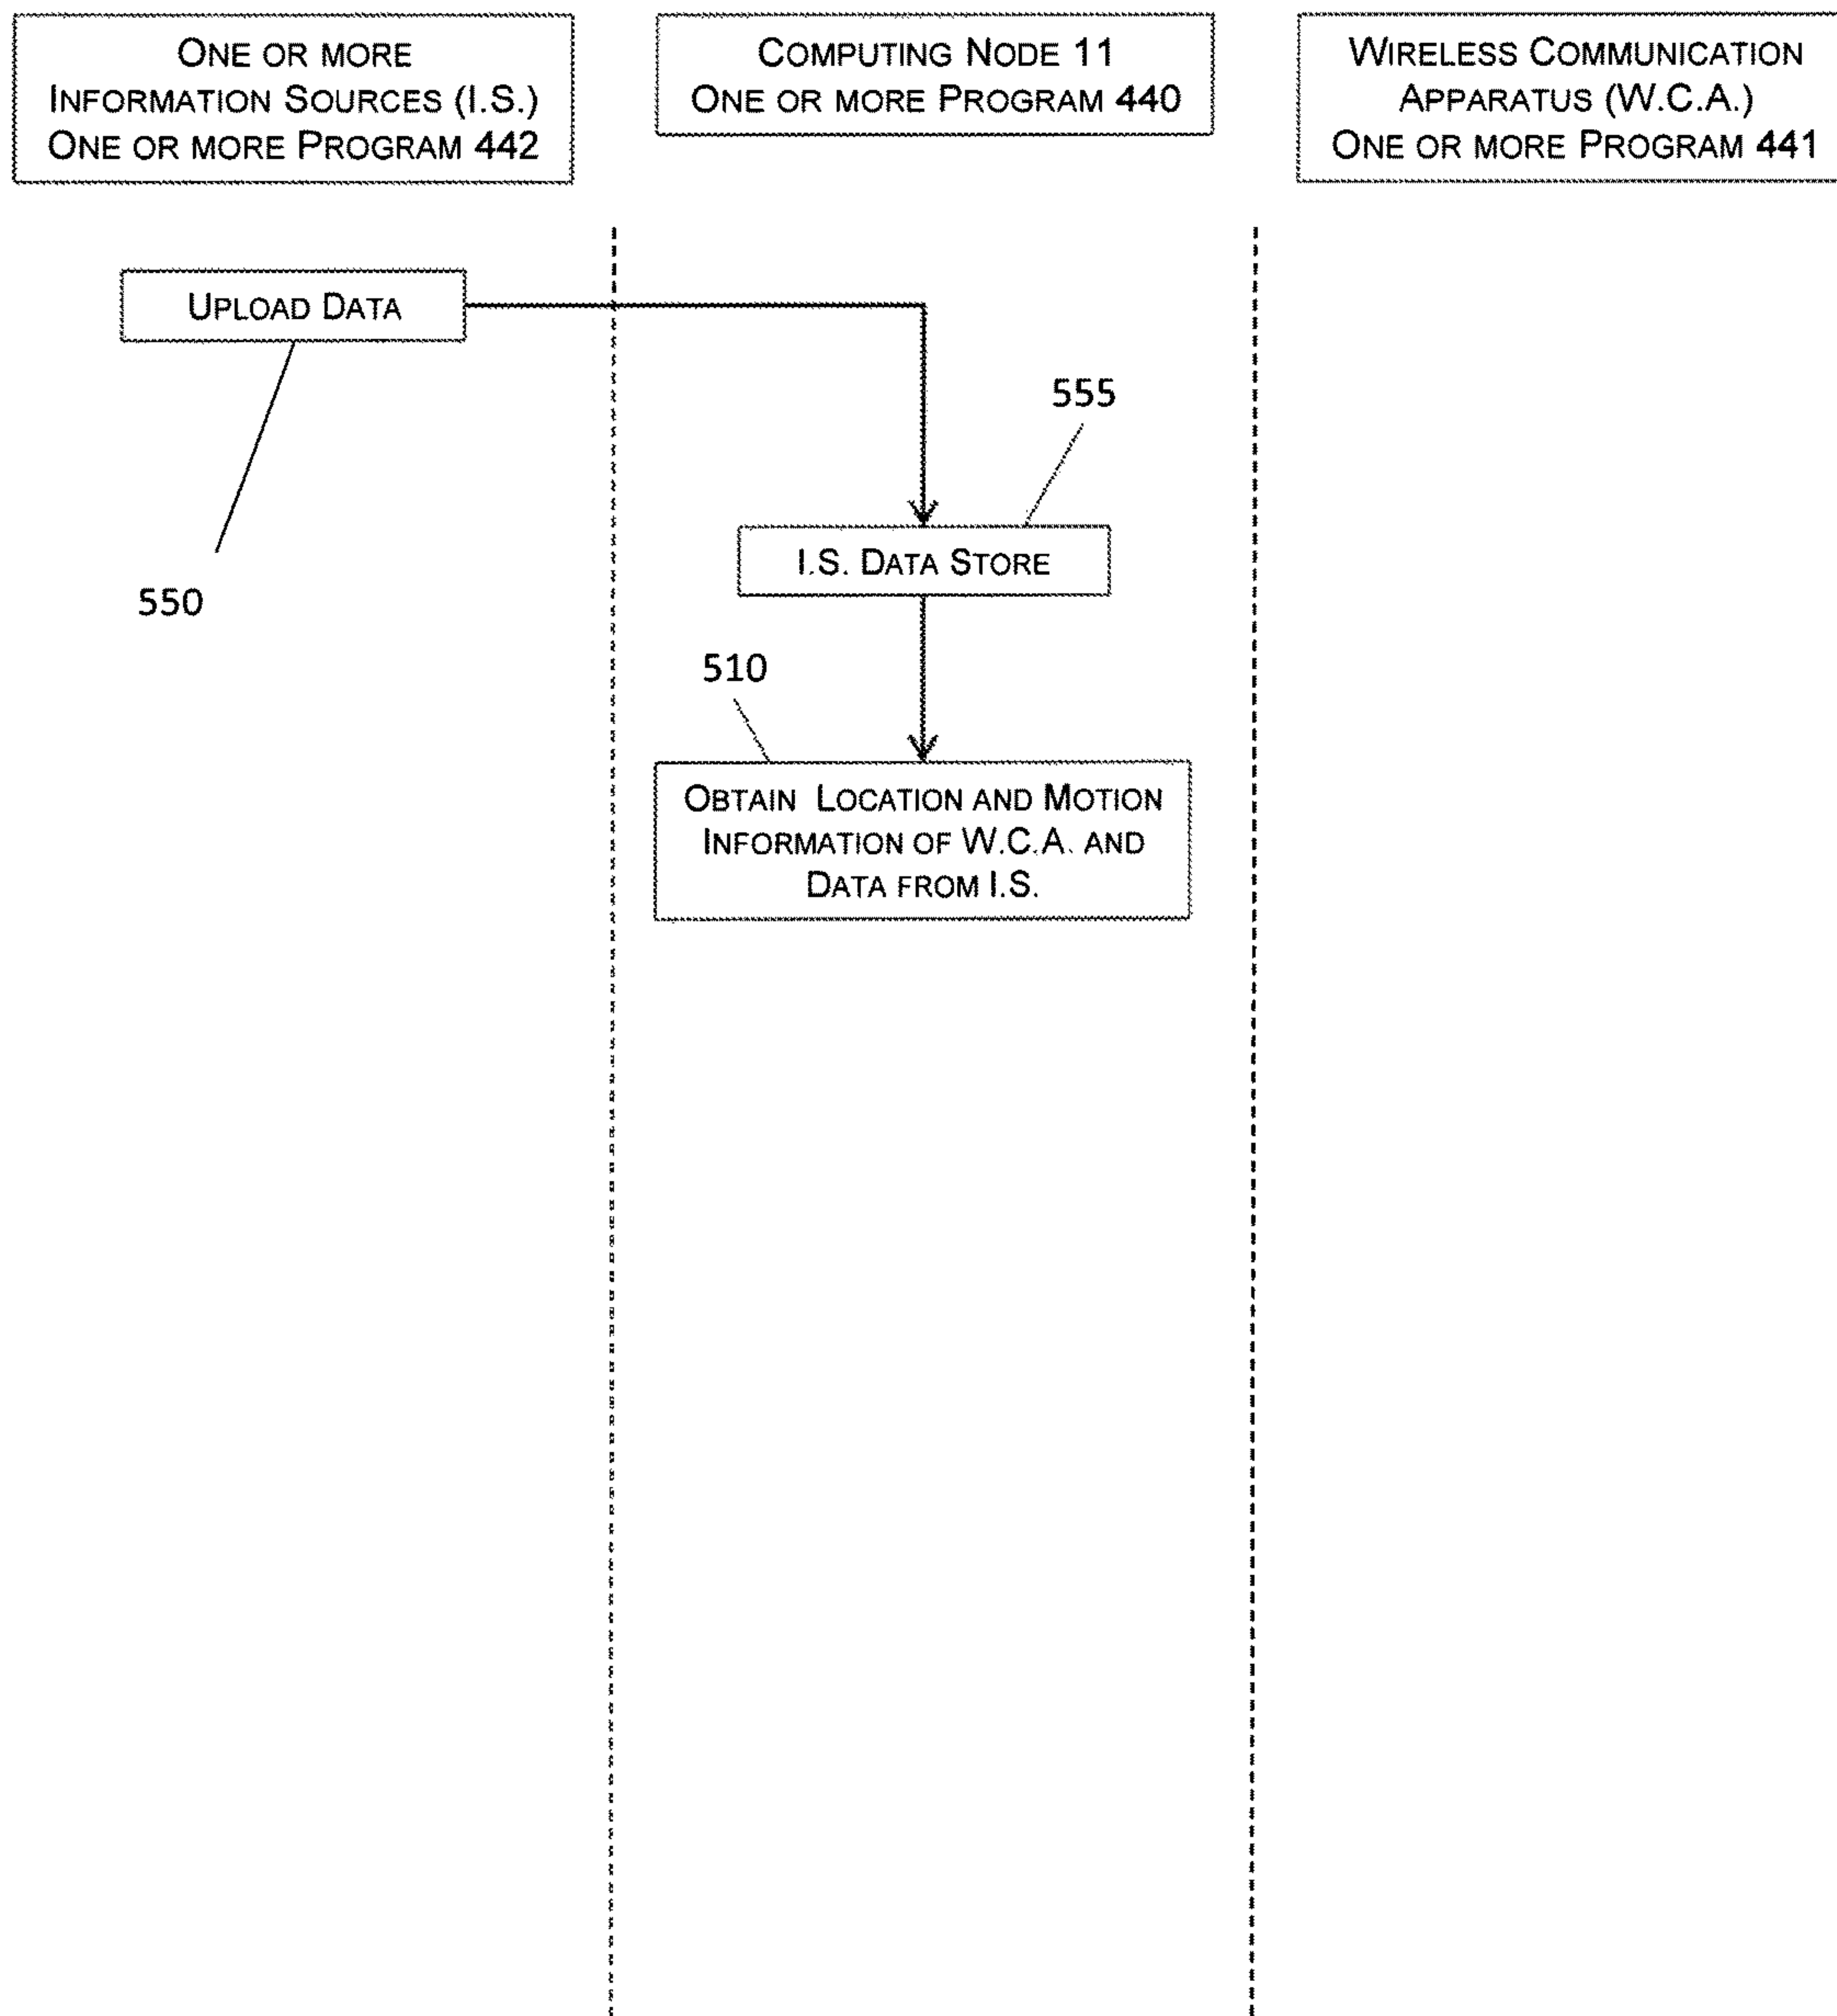 ONE OR MORE
INFORMATION SOURCES (I.S.)
ONE OR MORE PROGRAM 442
COMPUTING NODE 11
ONE OR MORE PROGRAM 440
WIRELESS COMMUNICATION
APPARATUS (W.C.A.)
ONE OR MORE PROGRAM 441
UPLOAD DATA
550
555
I.S. DATA STORE
510
OBTAIN LOCATION AND MOTION
INFORMATION OF W.C.A. AND
DATA FROM I.S.